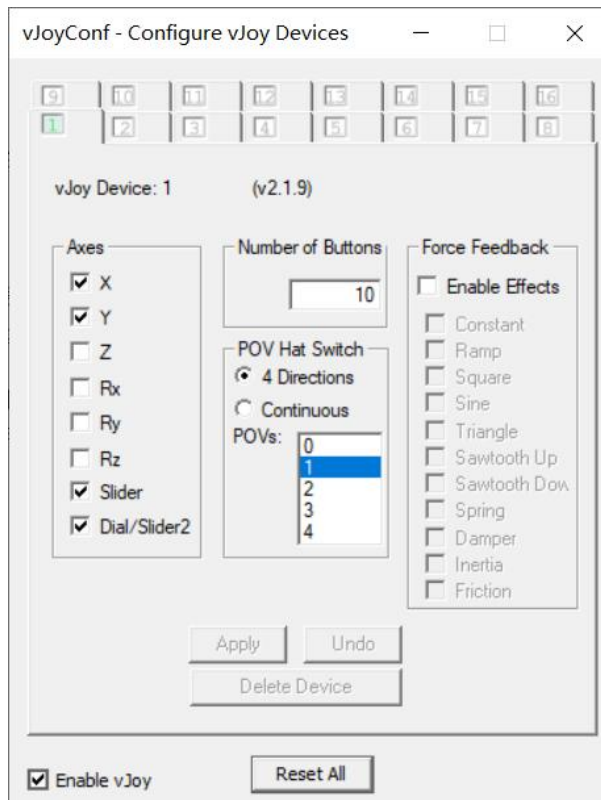 vJoyConf - Configure vJoy Devices
9 10 11 12 13 14 15 16
1 2 3 4 5 6 7 8
vJoy Device: 1 (v2.1.9)
Axes
X
Y
Z
Rx
Ry
Rz
Slider
Dial/Slider2
Number of Buttons
10
POV Hat Switch
4 Directions
Continuous
POVs:
0
1
2
3
4
Force Feedback
Enable Effects
Constant
Ramp
Square
Sine
Triangle
Sawtooth Up
Sawtooth Dow
Spring
Damper
Inertia
Friction
Apply Undo
Delete Device
Enable vJoy Reset All